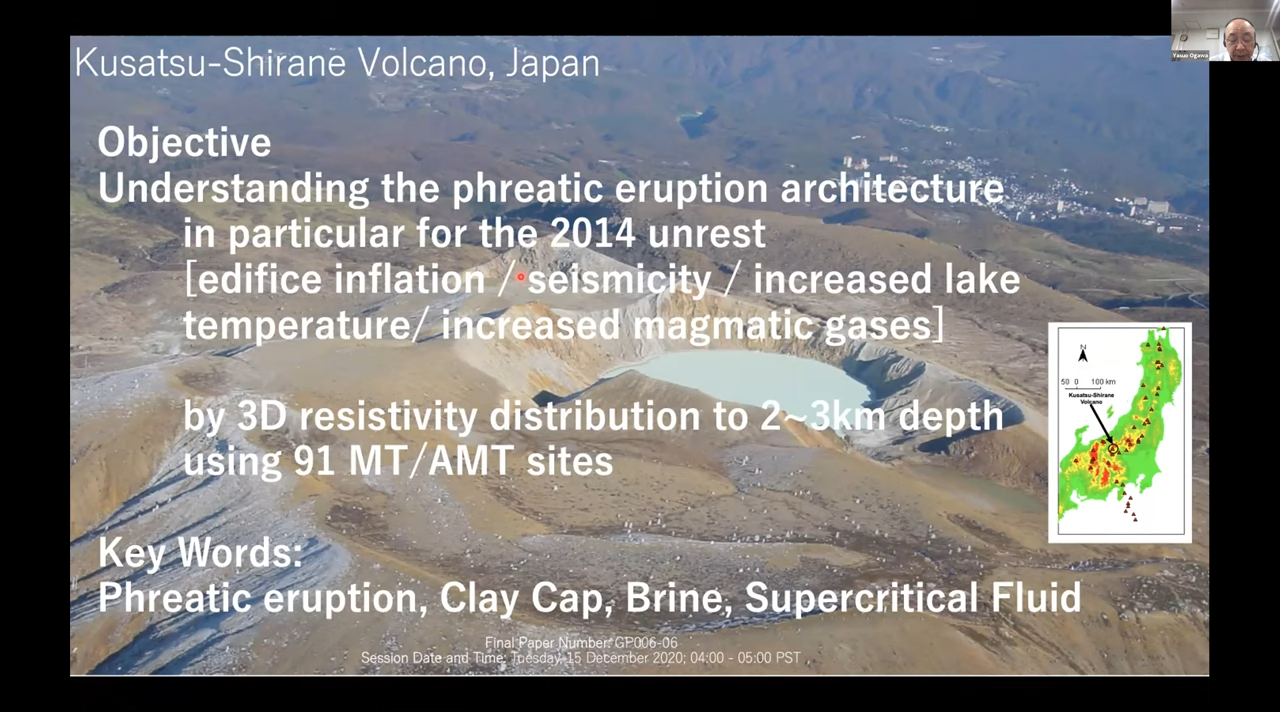 Kusatsu-Shirane Volcano, Japan
Yasuo Ogawa
Objective
Understanding the phreatic eruption architecture
in particular for the 2014 unrest
[edifice inflation / seismicity / increased lake
temperature/ increased magmatic gases]
by 3D resistivity distribution to 2~3km depth
using 91 MT/AMT sites
N
50 0 100 km
Kusatsu-Shirane
Volcano
Key Words:
Phreatic eruption, Clay Cap, Brine, Supercritical Fluid
Final Paper Number: GP006-06
Session Date and Time: Tuesday, 15 December 2020; 04:00 - 05:00 PST